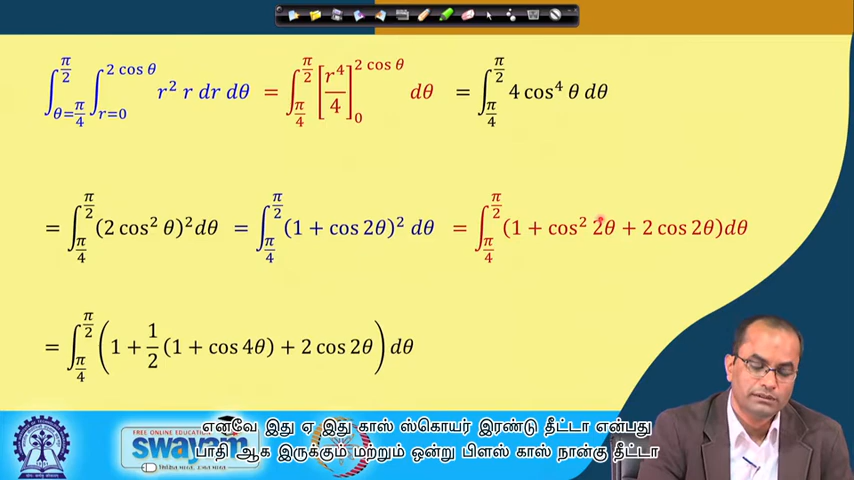 ∫_{θ=π/4}^{π/2} ∫_{r=0}^{2 cos θ} r² r dr dθ = ∫_{π/4}^{π/2} [r⁴/4]_0^{2 cos θ} dθ = ∫_{π/4}^{π/2} 4 cos⁴ θ dθ
= ∫_{π/4}^{π/2} (2 cos² θ)² dθ = ∫_{π/4}^{π/2} (1 + cos 2θ)² dθ = ∫_{π/4}^{π/2} (1 + cos² 2θ + 2 cos 2θ)dθ
= ∫_{π/4}^{π/2} (1 + 1/2 (1 + cos 4θ) + 2 cos 2θ) dθ
FREE ONLINE EDUCATION
swayam
எனவே இது ஏ இது காஸ் ஸ்கொயர் இரண்டு தீட்டா என்பது
பாதி ஆக இருக்கும் மற்றும் ஒன்று பிளஸ் காஸ் நான்கு தீட்டா